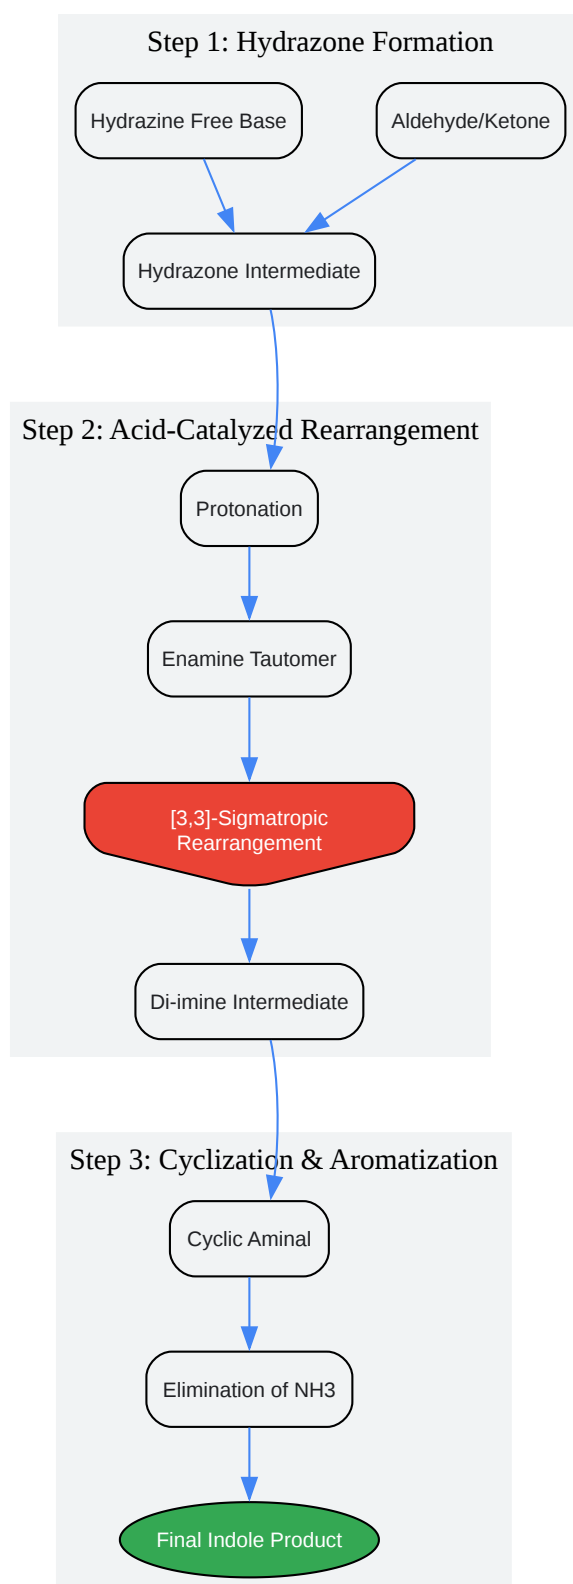 Step 1: Hydrazone Formation
Hydrazine Free Base
Aldehyde/Ketone
Hydrazone Intermediate
Step 2: Acid-Catalyzed Rearrangement
Protonation
Enamine Tautomer
[3,3]-Sigmatropic
Rearrangement
Di-imine Intermediate
Step 3: Cyclization & Aromatization
Cyclic Aminal
Elimination of NH3
Final Indole Product